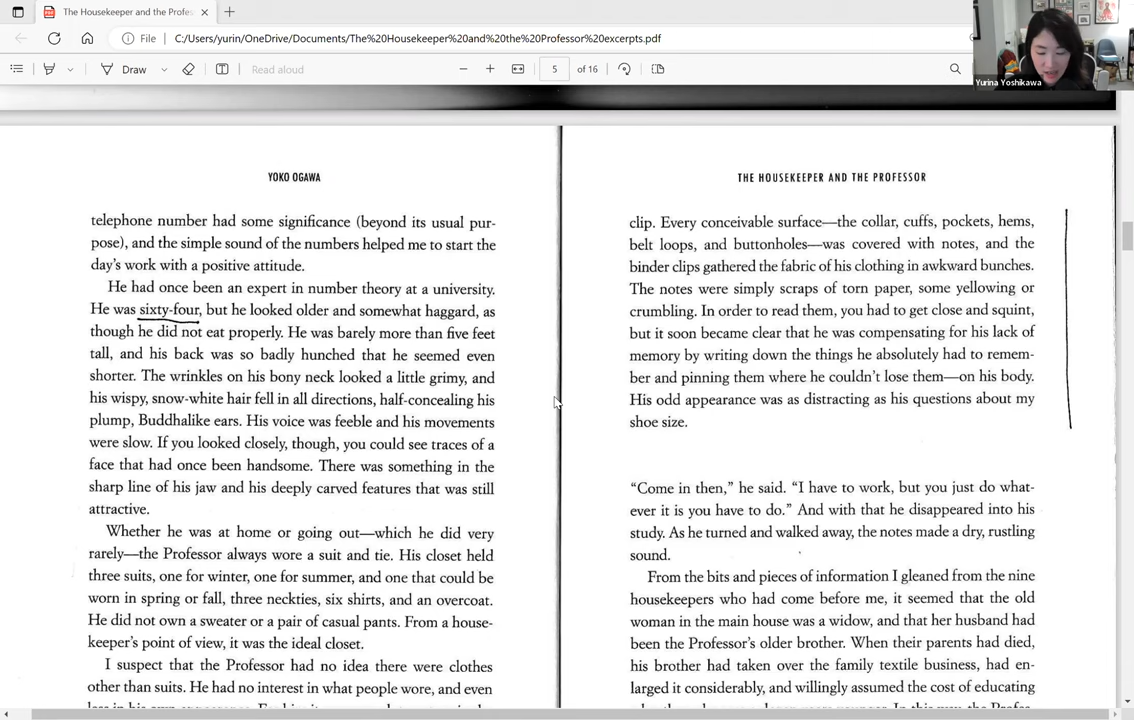 The Housekeeper and the Profes
File
C:/Users/yurin/OneDrive/Documents/The%20Housekeeper%20and%20the%20Professor%20excerpts.pdf
Draw
Read aloud
5
of 16
Yurina Yoshikawa
YOKO OGAWA
telephone number had some significance (beyond its usual pur-
pose), and the simple sound of the numbers helped me to start the
day's work with a positive attitude.
He had once been an expert in number theory at a university.
He was sixty-four, but he looked older and somewhat haggard, as
though he did not eat properly. He was barely more than five feet
tall, and his back was so badly hunched that he seemed even
shorter. The wrinkles on his bony neck looked a little grimy, and
his wispy, snow-white hair fell in all directions, half-concealing his
plump, Buddhalike ears. His voice was feeble and his movements
were slow. If you looked closely, though, you could see traces of a
face that had once been handsome. There was something in the
sharp line of his jaw and his deeply carved features that was still
attractive.
Whether he was at home or going out—which he did very
rarely—the Professor always wore a suit and tie. His closet held
three suits, one for winter, one for summer, and one that could be
worn in spring or fall, three neckties, six shirts, and an overcoat.
He did not own a sweater or a pair of casual pants. From a house-
keeper's point of view, it was the ideal closet.
I suspect that the Professor had no idea there were clothes
other than suits. He had no interest in what people wore, and even
THE HOUSEKEEPER AND THE PROFESSOR
clip. Every conceivable surface—the collar, cuffs, pockets, hems,
belt loops, and buttonholes—was covered with notes, and the
binder clips gathered the fabric of his clothing in awkward bunches.
The notes were simply scraps of torn paper, some yellowing or
crumbling. In order to read them, you had to get close and squint,
but it soon became clear that he was compensating for his lack of
memory by writing down the things he absolutely had to remem-
ber and pinning them where he couldn't lose them—on his body.
His odd appearance was as distracting as his questions about my
shoe size.
"Come in then," he said. "I have to work, but you just do what-
ever it is you have to do." And with that he disappeared into his
study. As he turned and walked away, the notes made a dry, rustling
sound.
From the bits and pieces of information I gleaned from the nine
housekeepers who had come before me, it seemed that the old
woman in the main house was a widow, and that her husband had
been the Professor's older brother. When their parents had died,
his brother had taken over the family textile business, had en-
larged it considerably, and willingly assumed the cost of educating